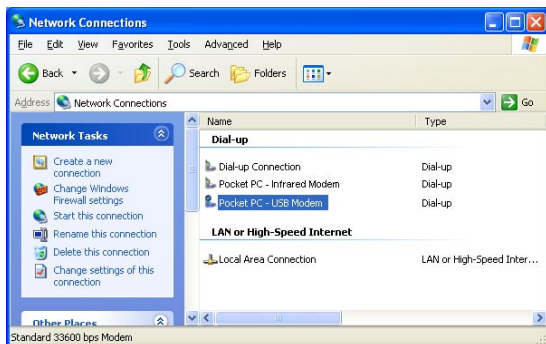 Network Connections
File Edit View Favorites Tools Advanced Help
Back Search Folders
Address Network Connections Go
Network Tasks
Create a new
connection
Change Windows
Firewall settings
Start this connection
Rename this connection
Delete this connection
Change settings of this
connection
Other Places
Name Type
Dial-up
Dial-up Connection Dial-up
Pocket PC - Infrared Modem Dial-up
Pocket PC - USB Modem Dial-up
LAN or High-Speed Internet
Local Area Connection LAN or High-Speed Inter...
Standard 33600 bps Modem